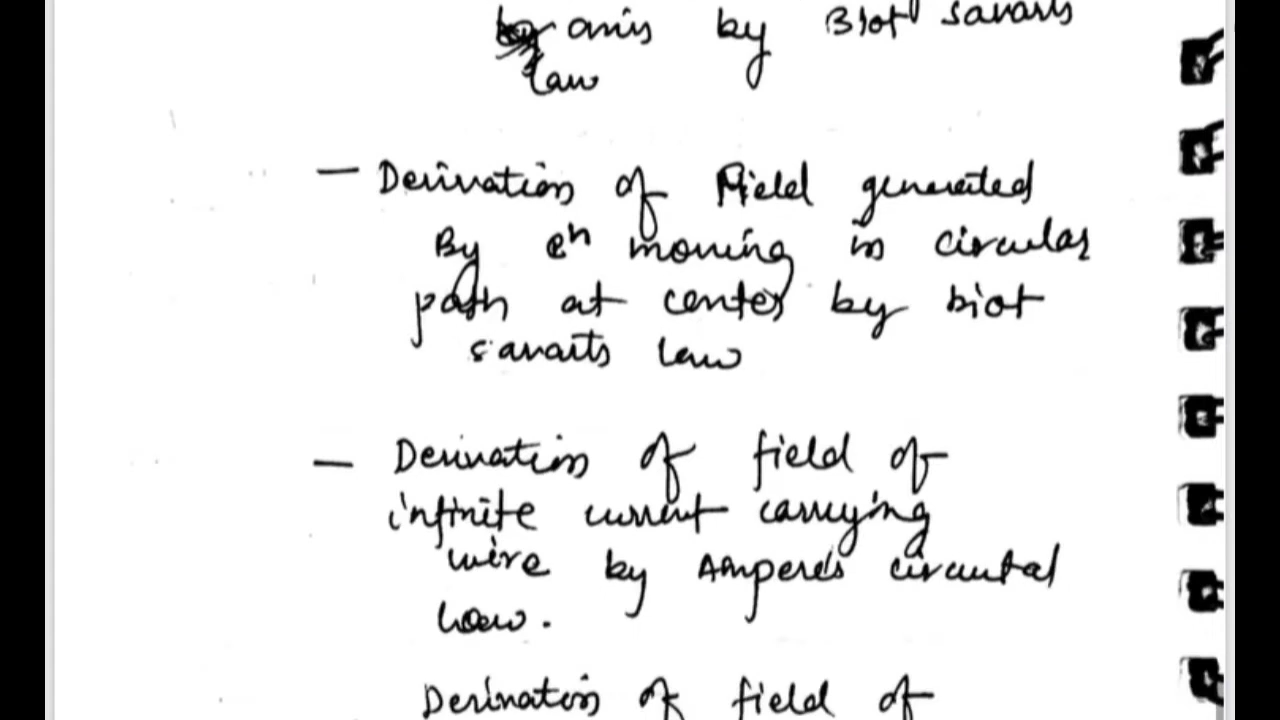 axis by Biot savarts
law
— Derivation of Field generated
By en moving in circular
path at center by biot
savarts law
— Derivation of field of
infinite current carrying
wire by Ampere's circuital
Law.
Derivation of field of